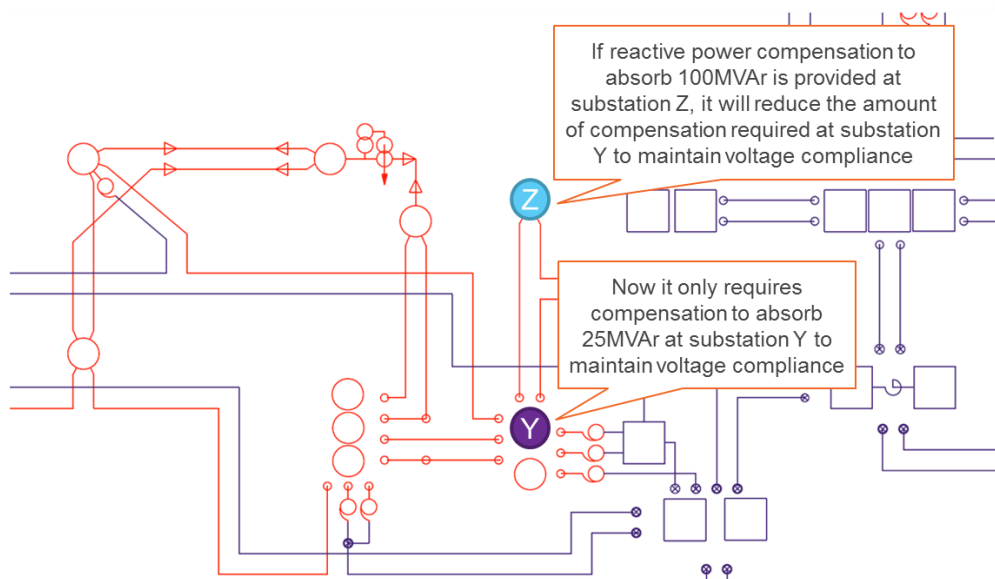 If reactive power compensation to
absorb 100MVAr is provided at
substation Z, it will reduce the amount
of compensation required at substation
Y to maintain voltage compliance
Z
Now it only requires
compensation to absorb
25MVAr at substation Y to
maintain voltage compliance
Y